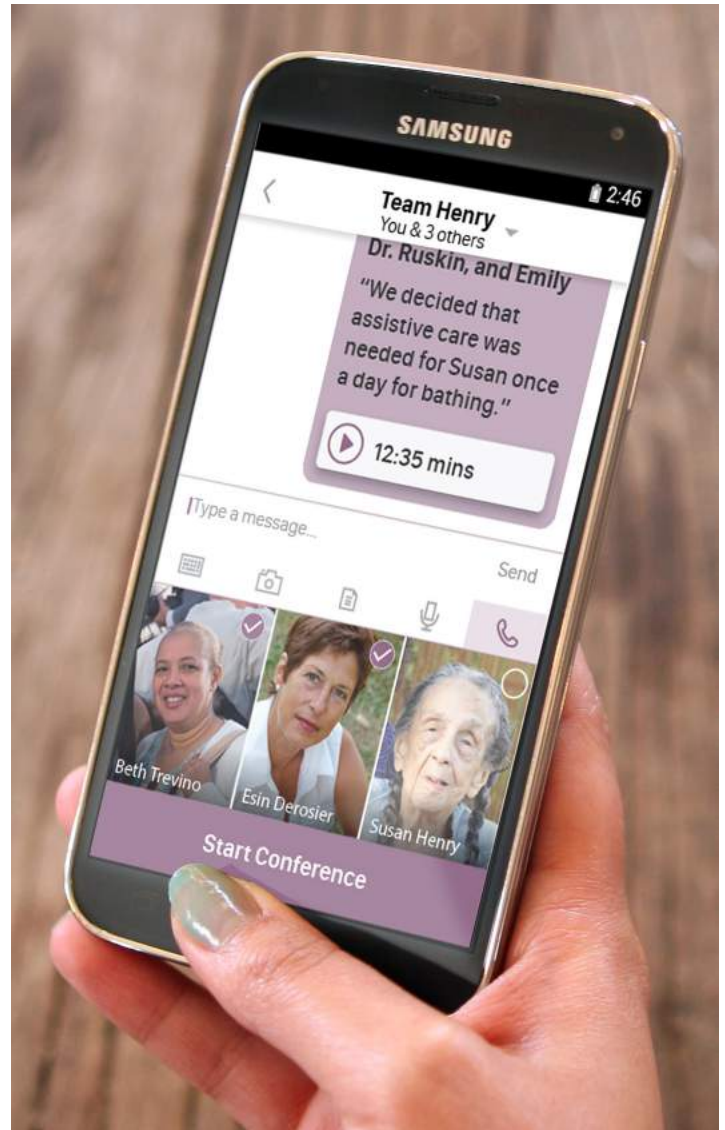 SAMSUNG
2:46
Team Henry
You & 3 others
Dr. Ruskin, and Emily
“We decided that
assistive care was
needed for Susan once
a day for bathing.”
12:35 mins
Type a message...
Send
Beth Trevino
Esin Derosier
Susan Henry
Start Conference